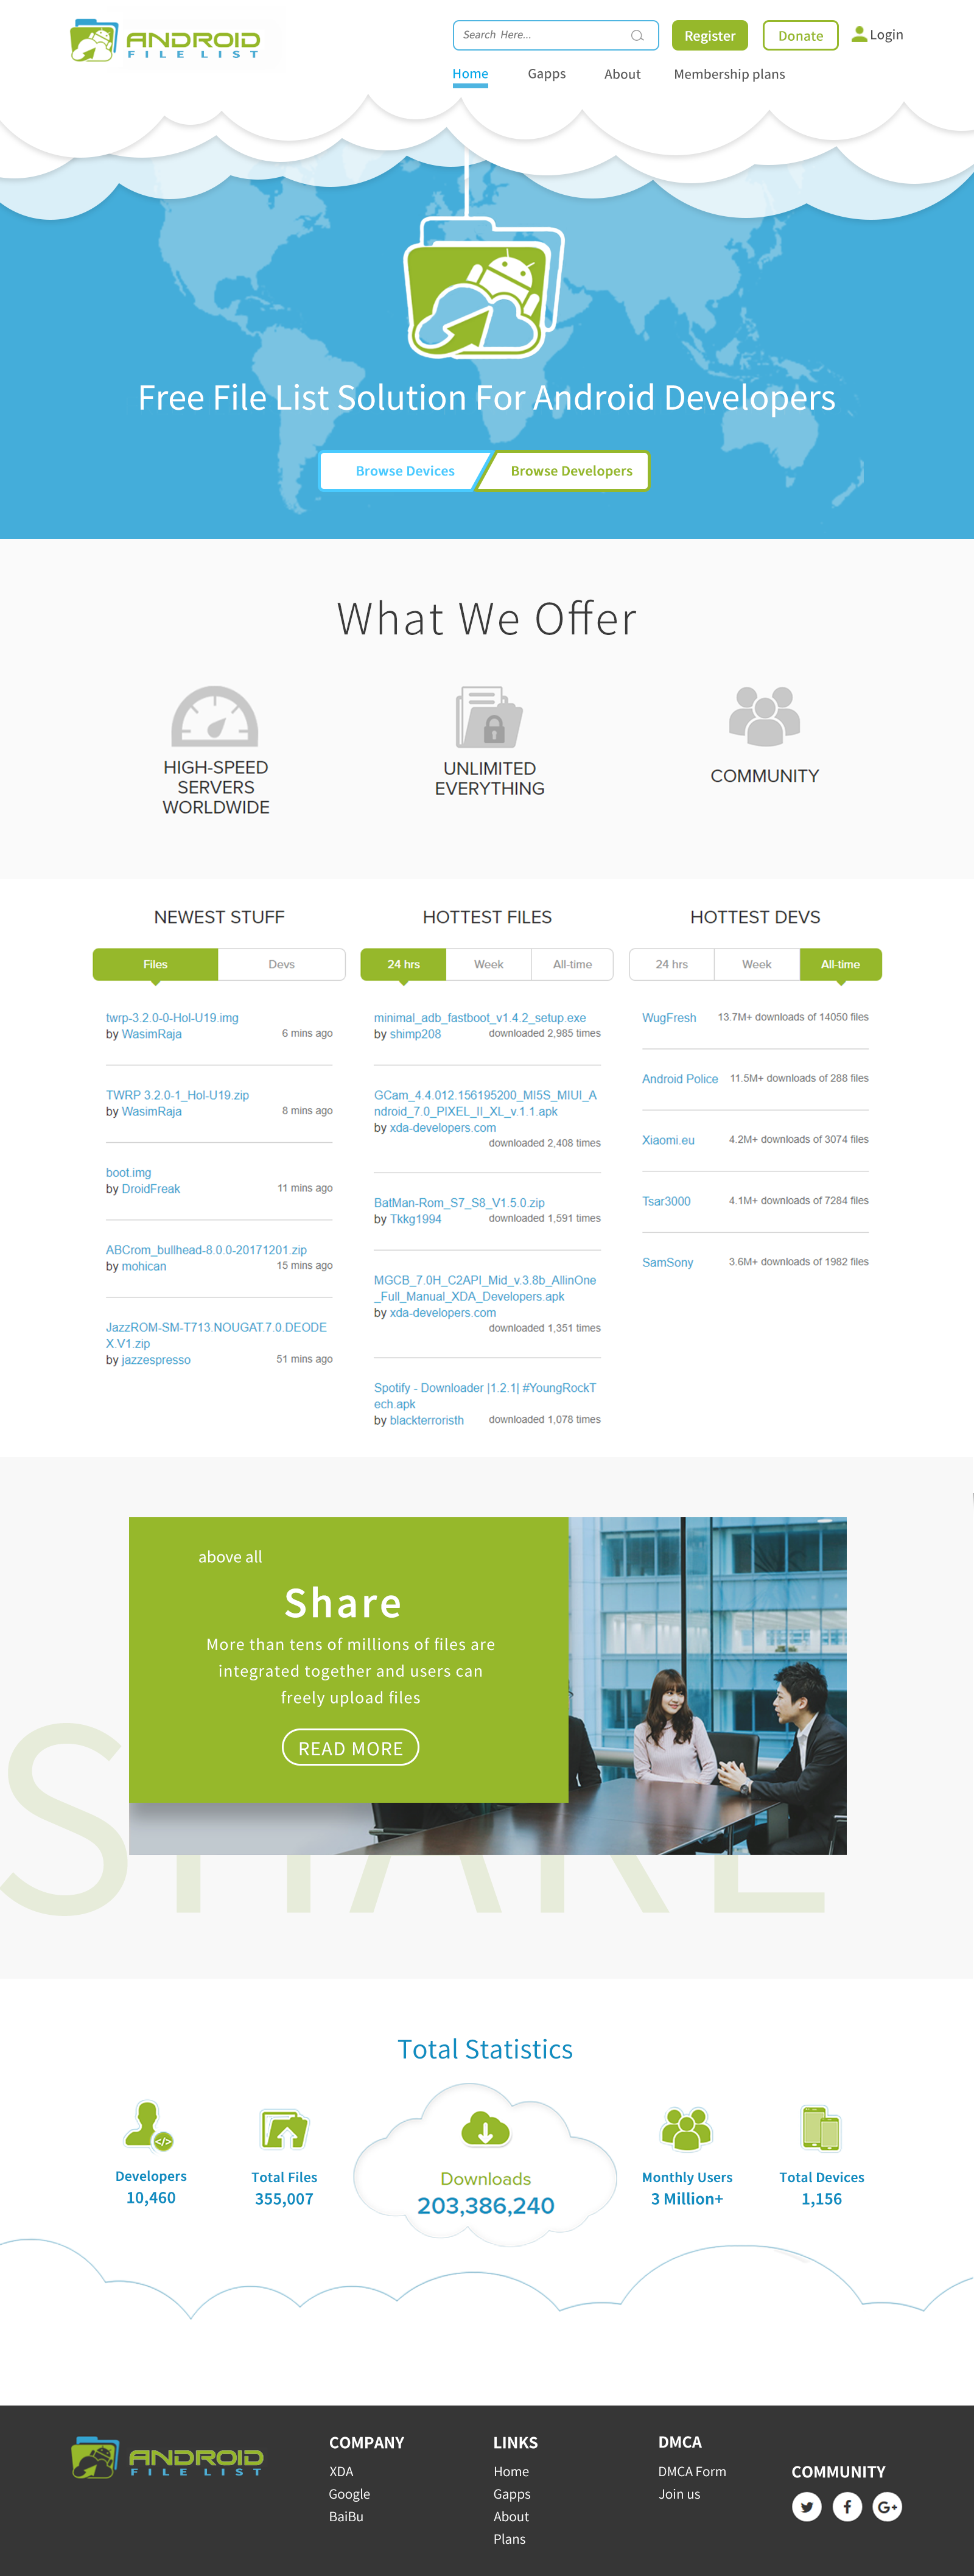 ANDROID
FILE LIST
Search Here...
Register
Donate
Login
Home
Gapps
About
Membership plans
Free File List Solution For Android Developers
Browse Devices
Browse Developers
What We Offer
HIGH-SPEED
SERVERS
WORLDWIDE
UNLIMITED
EVERYTHING
COMMUNITY
NEWEST STUFF
Files
Devs
twrp-3.2.0-0-Hol-U19.img
by WasimRaja
6 mins ago
TWRP 3.2.0-1_Hol-U19.zip
by WasimRaja
8 mins ago
boot.img
by DroidFreak
11 mins ago
ABCrom_bullhead-8.0.0-20171201.zip
by mohican
15 mins ago
JazzROM-SM-T713.NOUGAT.7.0.DEODE
X.V1.zip
by jazzespresso
51 mins ago
HOTTEST FILES
24 hrs
Week
All-time
minimal_adb_fastboot_v1.4.2_setup.exe
by shimp208
downloaded 2,985 times
GCam_4.4.012.156195200_MI5S_MIUI_A
ndroid_7.0_PIXEL_II_XL_v.1.1.apk
by xda-developers.com
downloaded 2,408 times
BatMan-Rom_S7_S8_V1.5.0.zip
by Tkkg1994
downloaded 1,591 times
MGCB_7.0H_C2API_Mid_v.3.8b_AllinOne
_Full_Manual_XDA_Developers.apk
by xda-developers.com
downloaded 1,351 times
Spotify - Downloader |1.2.1| #YoungRockT
ech.apk
by blackterroristh
downloaded 1,078 times
HOTTEST DEVS
24 hrs
Week
All-time
WugFresh
13.7M+ downloads of 14050 files
Android Police
11.5M+ downloads of 288 files
Xiaomi.eu
4.2M+ downloads of 3074 files
Tsar3000
4.1M+ downloads of 7284 files
SamSony
3.6M+ downloads of 1982 files
above all
Share
More than tens of millions of files are
integrated together and users can
freely upload files
READ MORE
SHARE
Total Statistics
Developers
10,460
Total Files
355,007
Downloads
203,386,240
Monthly Users
3 Million+
Total Devices
1,156
ANDROID
FILE LIST
COMPANY
XDA
Google
BaiBu
LINKS
Home
Gapps
About
Plans
DMCA
DMCA Form
Join us
COMMUNITY